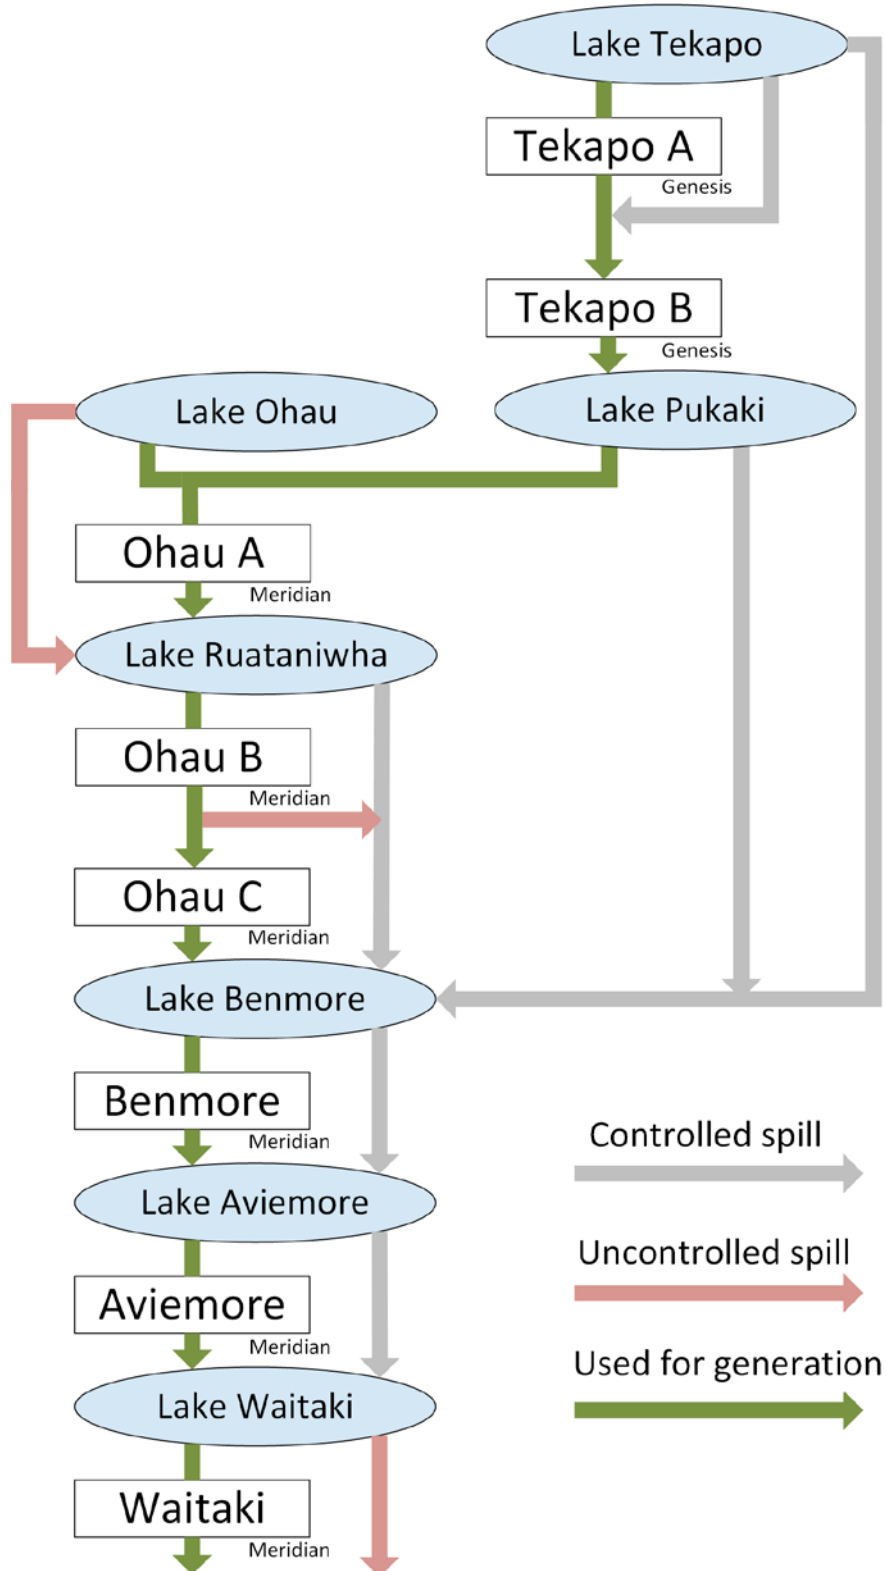 Lake Tekapo
Tekapo A
Genesis
Tekapo B
Genesis
Lake Ohau
Lake Pukaki
Ohau A
Meridian
Lake Ruataniwha
Ohau B
Meridian
Ohau C
Meridian
Lake Benmore
Benmore
Meridian
Controlled spill
Lake Aviemore
Uncontrolled spill
Aviemore
Meridian
Used for generation
Lake Waitaki
Waitaki
Meridian